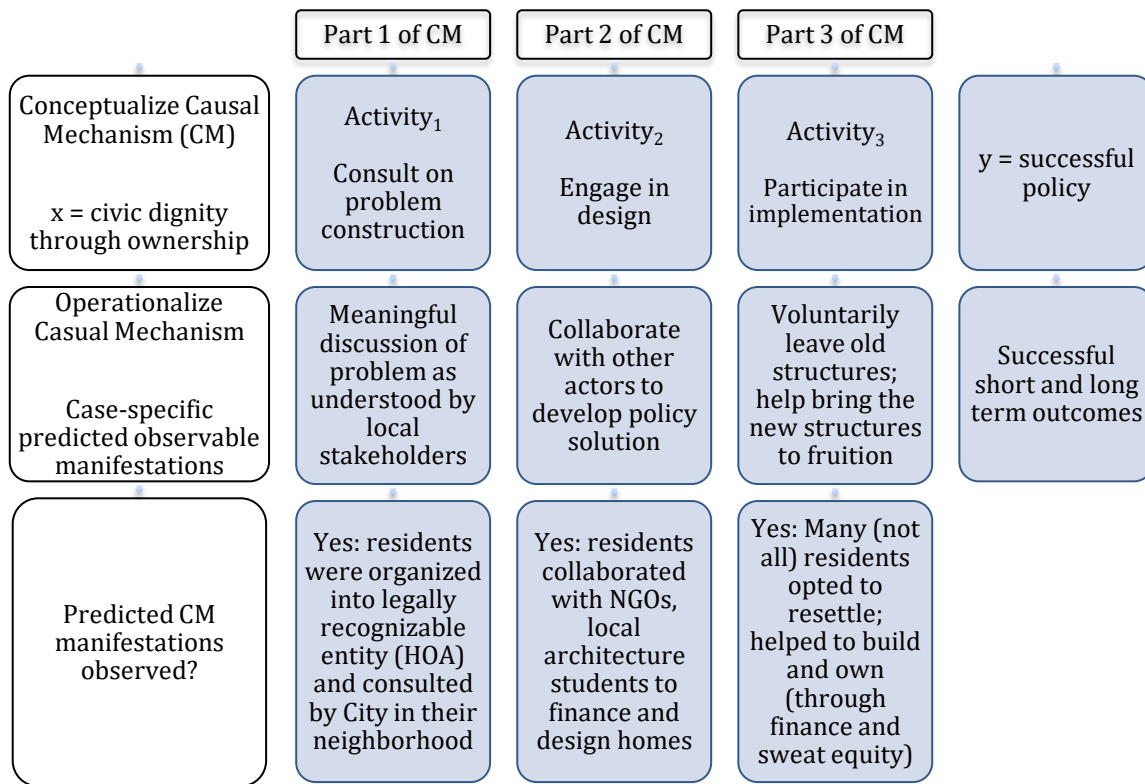 Part 1 of CM
Part 2 of CM
Part 3 of CM
Conceptualize Causal
Mechanism (CM)
x = civic dignity
through ownership
Activity₁
Consult on
problem
construction
Activity₂
Engage in
design
Activity₃
Participate in
implementation
y = successful
policy
Operationalize
Casual Mechanism
Case-specific
predicted observable
manifestations
Meaningful
discussion of
problem as
understood by
local
stakeholders
Collaborate
with other
actors to
develop policy
solution
Voluntarily
leave old
structures;
help bring the
new structures
to fruition
Successful
short and long
term outcomes
Predicted CM
manifestations
observed?
Yes: residents
were organized
into legally
recognizable
entity (HOA)
and consulted
by City in their
neighborhood
Yes: residents
collaborated
with NGOs,
local
architecture
students to
finance and
design homes
Yes: Many (not
all) residents
opted to
resettle;
helped to build
and own
(through
finance and
sweat equity)